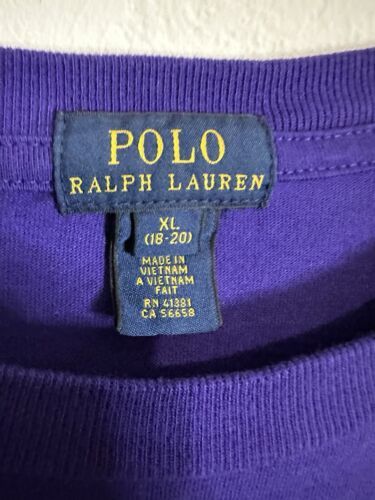 POLO
RALPH LAUREN
XL
(18-20)
MADE IN
VIETNAM
A VIETNAM
FAIT
RN 41381
CA 56658